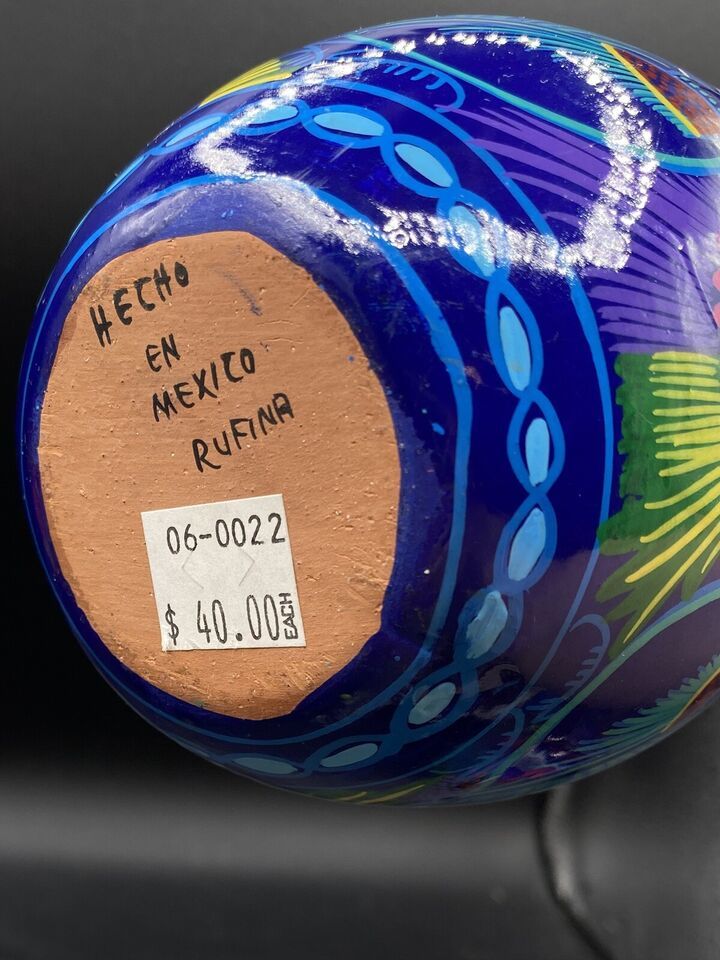 HECHO
EN
MEXICO
RUFINA
06-0022
$ 40.00 EACH